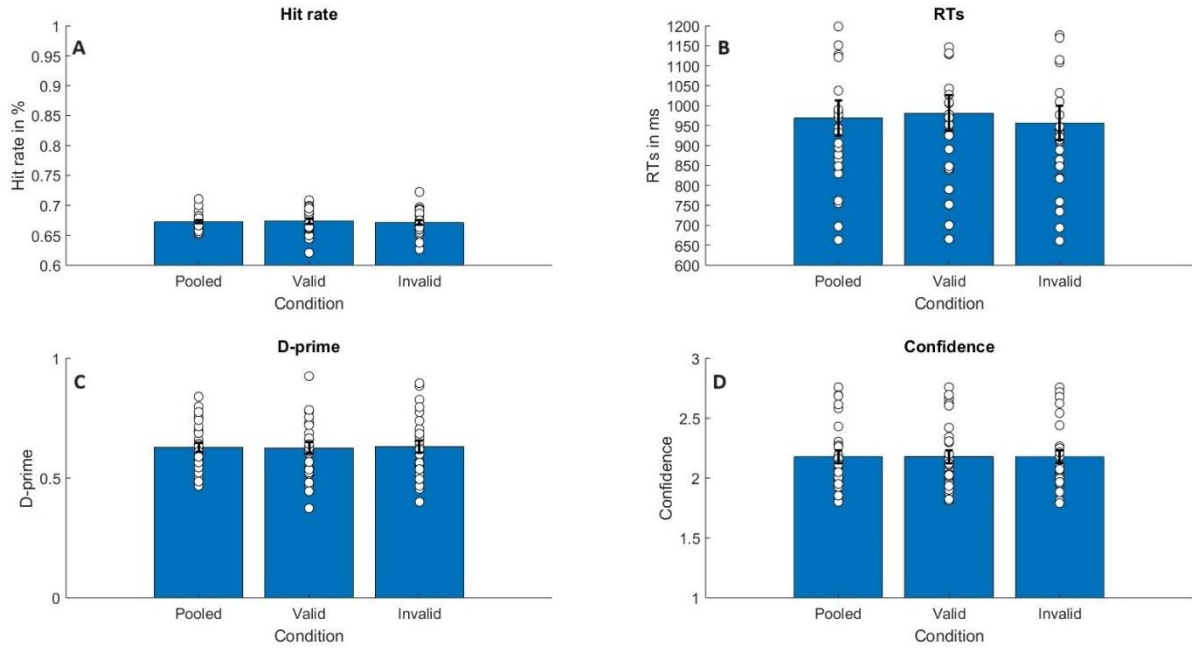 Hit rate
A
1
0.95
0.9
0.85
0.8
0.75
0.7
0.65
0.6
Hit rate in %
Pooled Valid Invalid
Condition
RTs
B
1200
1150
1100
1050
1000
950
900
850
800
750
700
650
600
RTs in ms
Pooled Valid Invalid
Condition
D-prime
C
1
0.5
0
D-prime
Pooled Valid Invalid
Condition
Confidence
D
3
2.5
2
1.5
1
Confidence
Pooled Valid Invalid
Condition